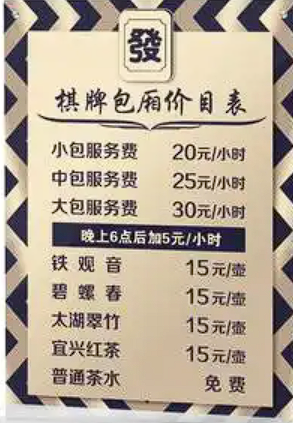 發
棋牌包厢价目表
小包服务费 20元/小时
中包服务费 25元/小时
大包服务费 30元/小时
晚上6点后加5元/小时
铁观音 15元/壶
碧螺春 15元/壶
太湖翠竹 15元/壶
宜兴红茶 15元/壶
普通茶水 免费